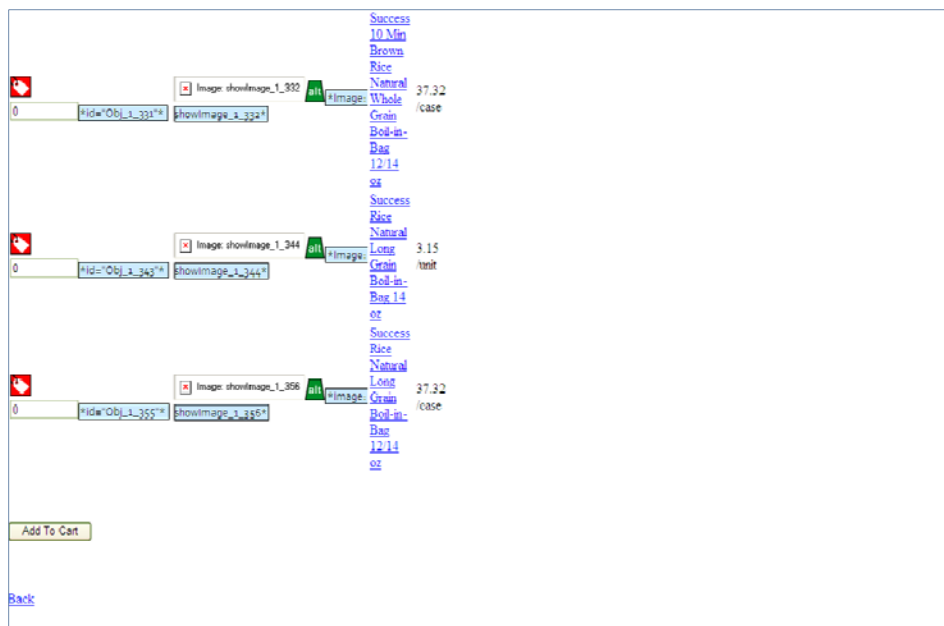 Success
10 Min
Brown
Rice
Natural
Whole
Grain
Boil-in-
Bag
12/14
oz
Image: showImage_1_332
alt
*Image:
37.32
/case
0
*id="Obj_1_331"*
showImage_1_332*
Success
Rice
Natural
Long
Grain
Boil-in-
Bag 14
oz
Image: showImage_1_344
alt
*Image:
3.15
/unit
0
*id="Obj_1_343"*
showImage_1_344*
Success
Rice
Natural
Long
Grain
Boil-in-
Bag
12/14
oz
Image: showImage_1_356
alt
*Image:
37.32
/case
0
*id="Obj_1_355"*
showImage_1_356*
Add To Cart
Back